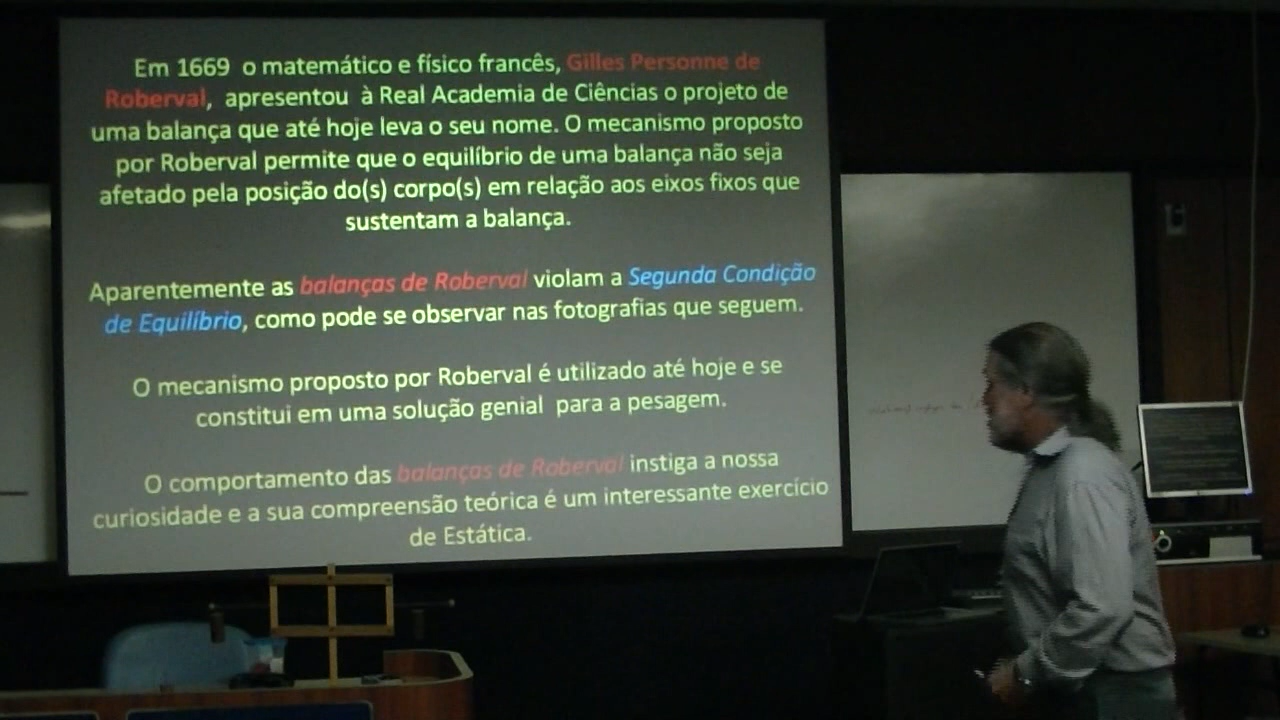 Em 1669 o matemático e físico francês, Gilles Personne de
Roberval, apresentou à Real Academia de Ciências o projeto de
uma balança que até hoje leva o seu nome. O mecanismo proposto
por Roberval permite que o equilíbrio de uma balança não seja
afetado pela posição do(s) corpo(s) em relação aos eixos fixos que
sustentam a balança.
Aparentemente as balanças de Roberval violam a Segunda Condição
de Equilíbrio, como pode se observar nas fotografias que seguem.
O mecanismo proposto por Roberval é utilizado até hoje e se
constitui em uma solução genial para a pesagem.
O comportamento das balanças de Roberval instiga a nossa
curiosidade e a sua compreensão teórica é um interessante exercício
de Estática.